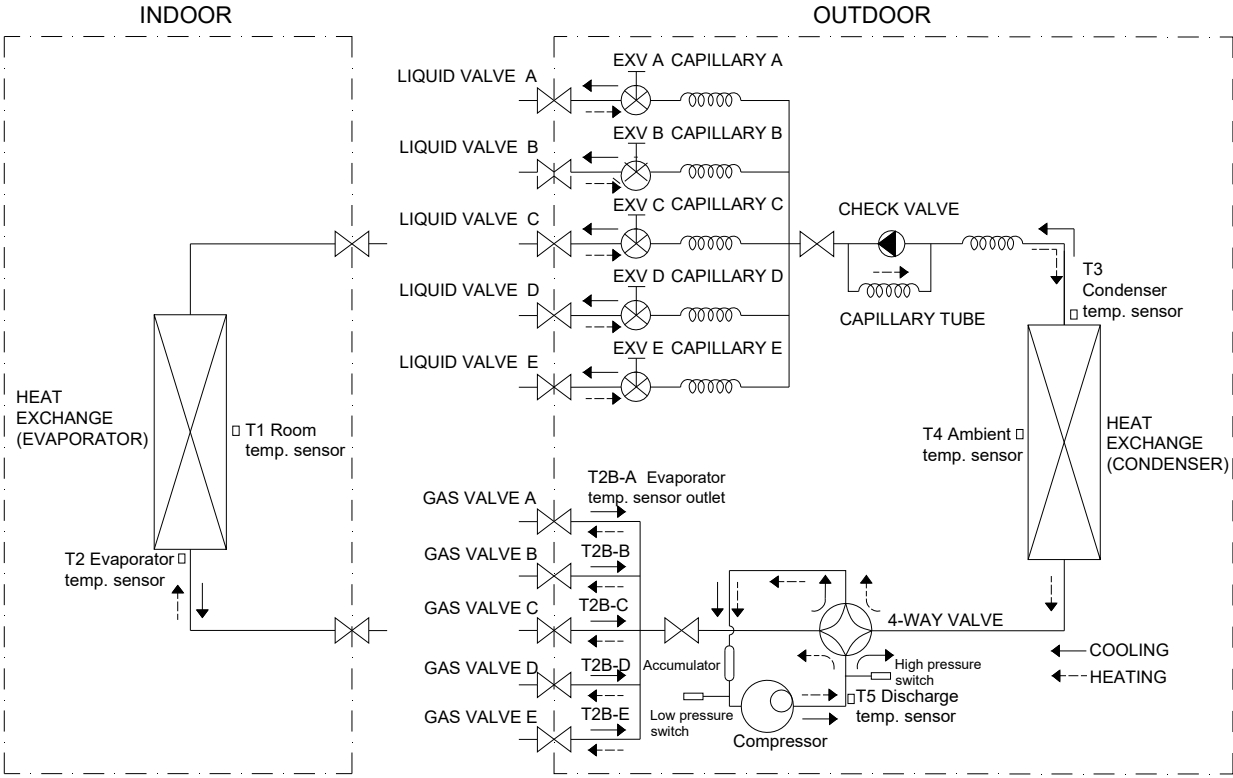 INDOOR
OUTDOOR
LIQUID VALVE A
EXV A CAPILLARY A
LIQUID VALVE B
EXV B CAPILLARY B
LIQUID VALVE C
EXV C CAPILLARY C
LIQUID VALVE D
EXV D CAPILLARY D
LIQUID VALVE E
EXV E CAPILLARY E
CHECK VALVE
CAPILLARY TUBE
T3
Condenser
temp. sensor
HEAT
EXCHANGE
(EVAPORATOR)
T1 Room
temp. sensor
T4 Ambient
temp. sensor
HEAT
EXCHANGE
(CONDENSER)
T2 Evaporator
temp. sensor
T2B-A Evaporator
temp. sensor outlet
GAS VALVE A
GAS VALVE B
T2B-B
GAS VALVE C
T2B-C
GAS VALVE D
T2B-D
GAS VALVE E
T2B-E
4-WAY VALVE
Accumulator
High pressure
switch
Low pressure
switch
T5 Discharge
temp. sensor
Compressor
COOLING
HEATING